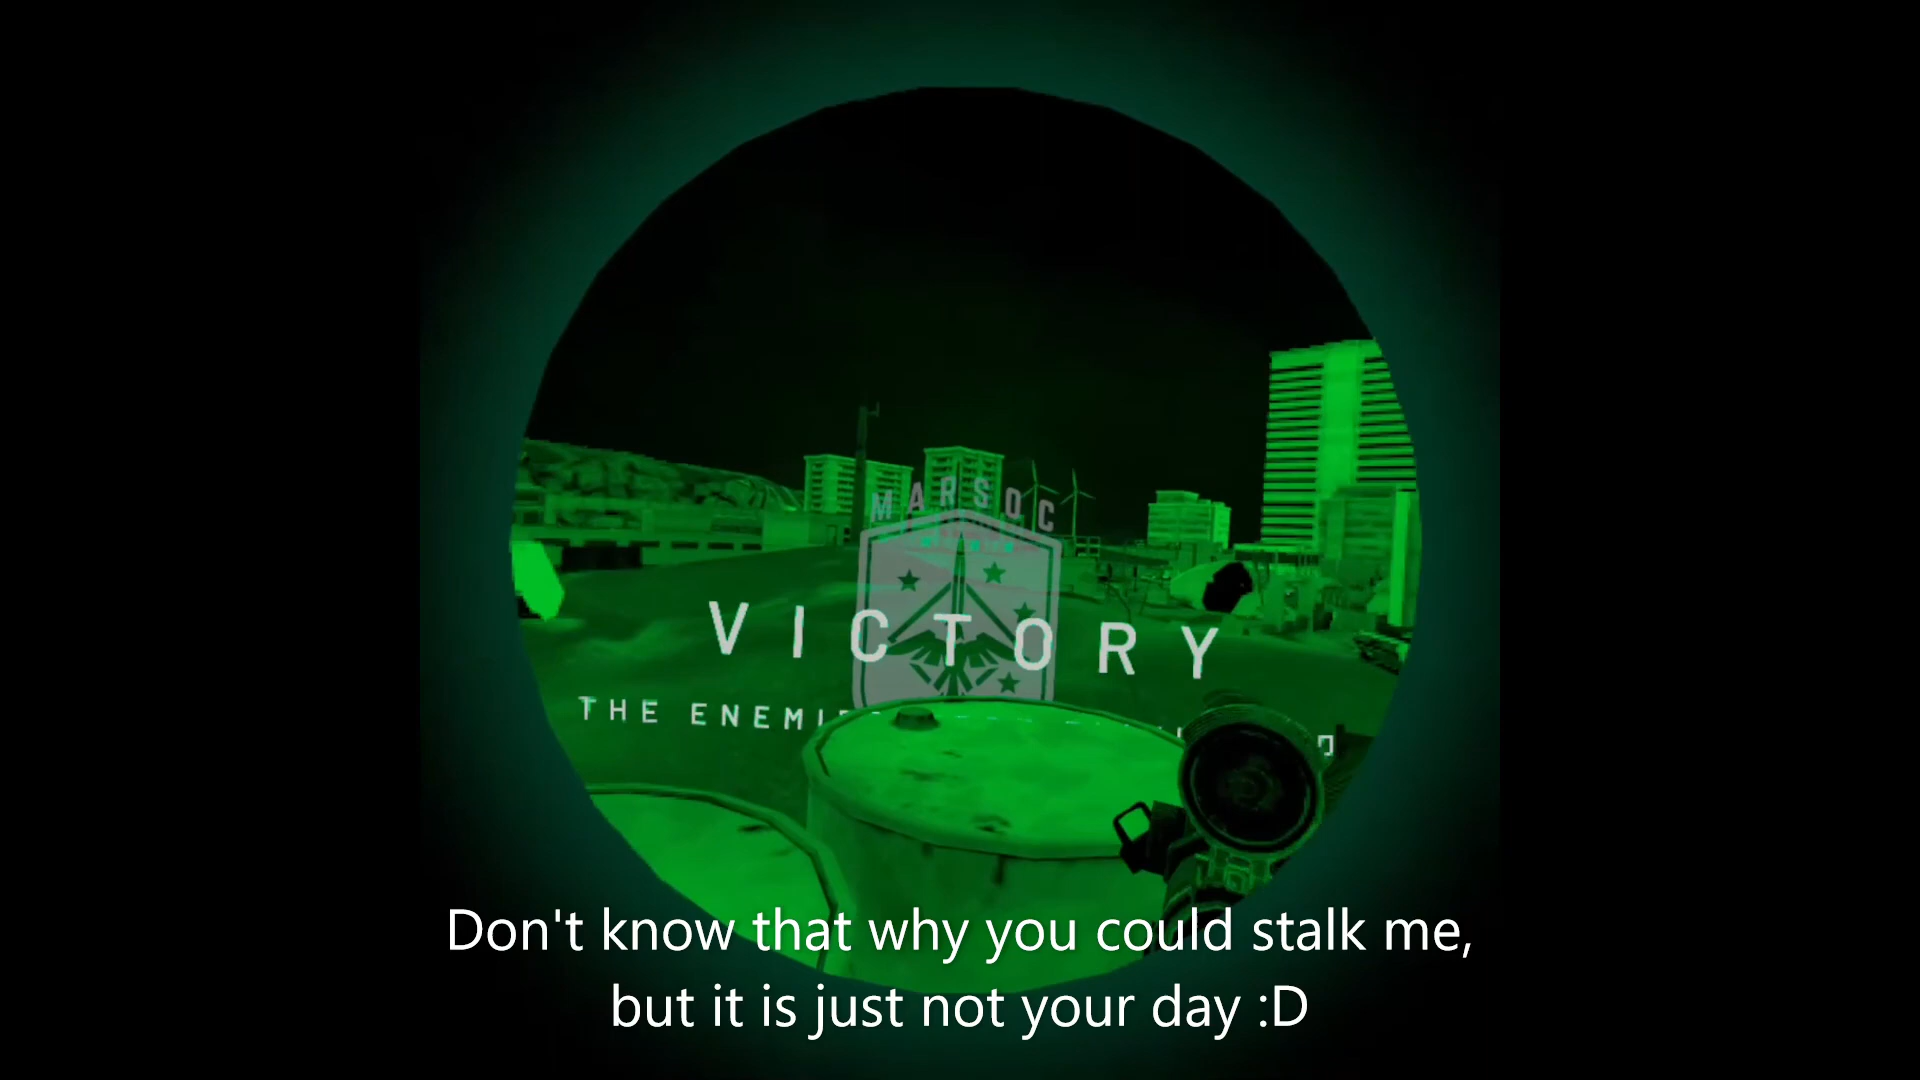 MARSOC
VICTORY
THE ENEMI
Don't know that why you could stalk me,
but it is just not your day :D